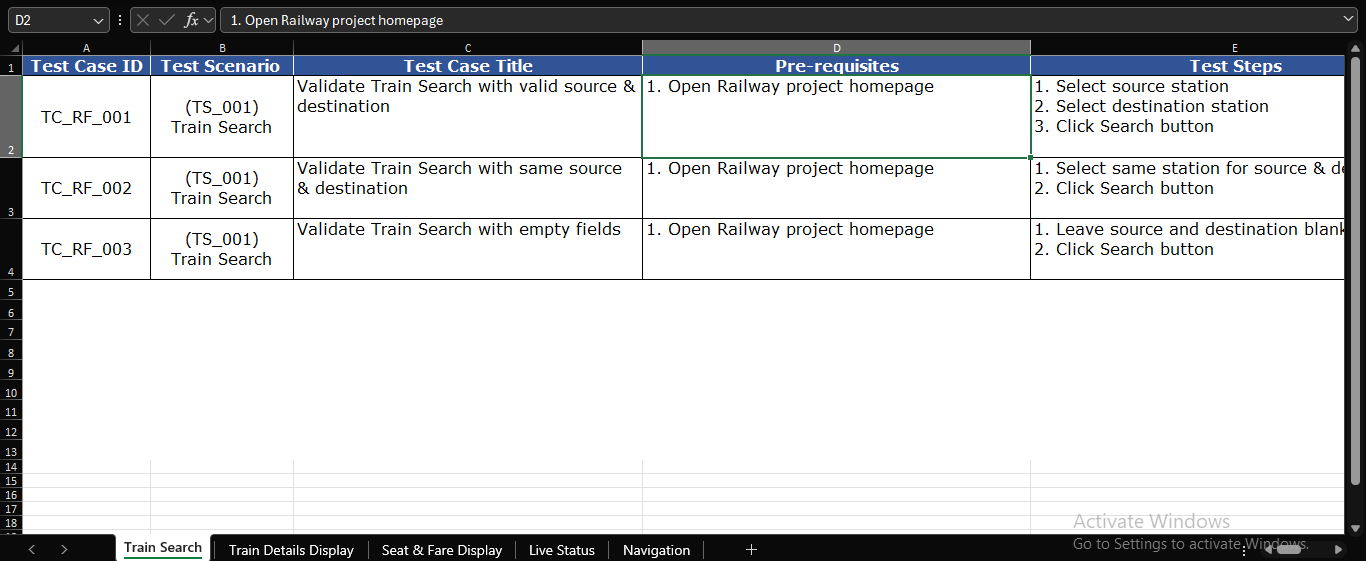 D2
fx
1. Open Railway project homepage
A B C D E
1 Test Case ID Test Scenario Test Case Title Pre-requisites Test Steps
2
TC_RF_001
(TS_001)
Train Search
Validate Train Search with valid source &
destination
1. Open Railway project homepage
1. Select source station
2. Select destination station
3. Click Search button
3
TC_RF_002
(TS_001)
Train Search
Validate Train Search with same source
& destination
1. Open Railway project homepage
1. Select same station for source & de
2. Click Search button
4
TC_RF_003
(TS_001)
Train Search
Validate Train Search with empty fields
1. Open Railway project homepage
1. Leave source and destination blank
2. Click Search button
5
6
7
8
9
10
11
12
13
14
15
16
17
18
Activate Windows
Go to Settings to activate Windows.
Train Search
Train Details Display
Seat & Fare Display
Live Status
Navigation